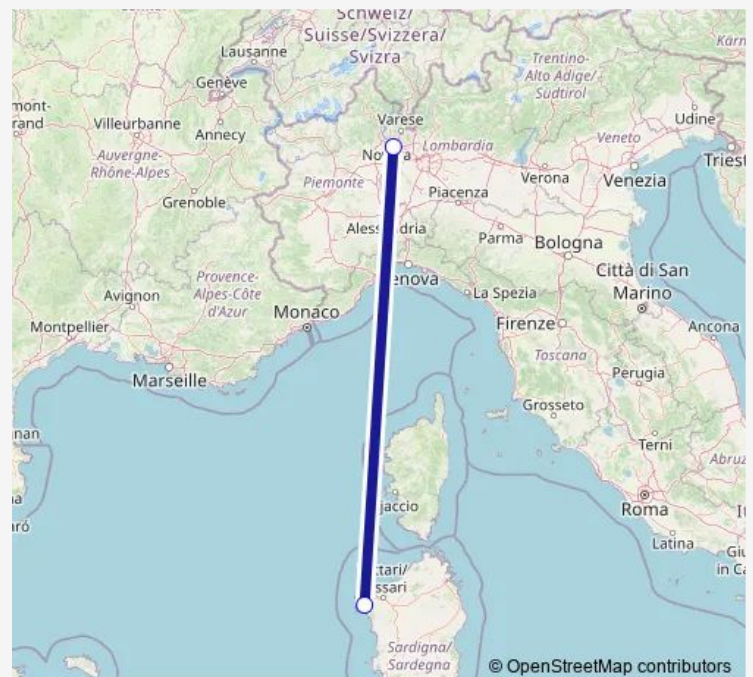 Schweiz/
Suisse/Svizzera/
Svizra
Lausanne
Genève
Trentino-
Alto Adige/
Südtirol
Udine
Villeurbanne
Annecy
Varese
Lombardia
Veneto
Auvergne-
Rhône-Alpes
Piemonte
Verona
Venezia
Grenoble
Piacenza
Parma
Bologna
Provence-
Alpes-Côte
d'Azur
Avignon
Monaco
La Spezia
Città di San
Marino
Montpellier
Firenze
Ancona
Marseille
Toscana
Perugia
Grosseto
Terni
Roma
Latina
in
Sardigna/
Sardegna
© OpenStreetMap contributors